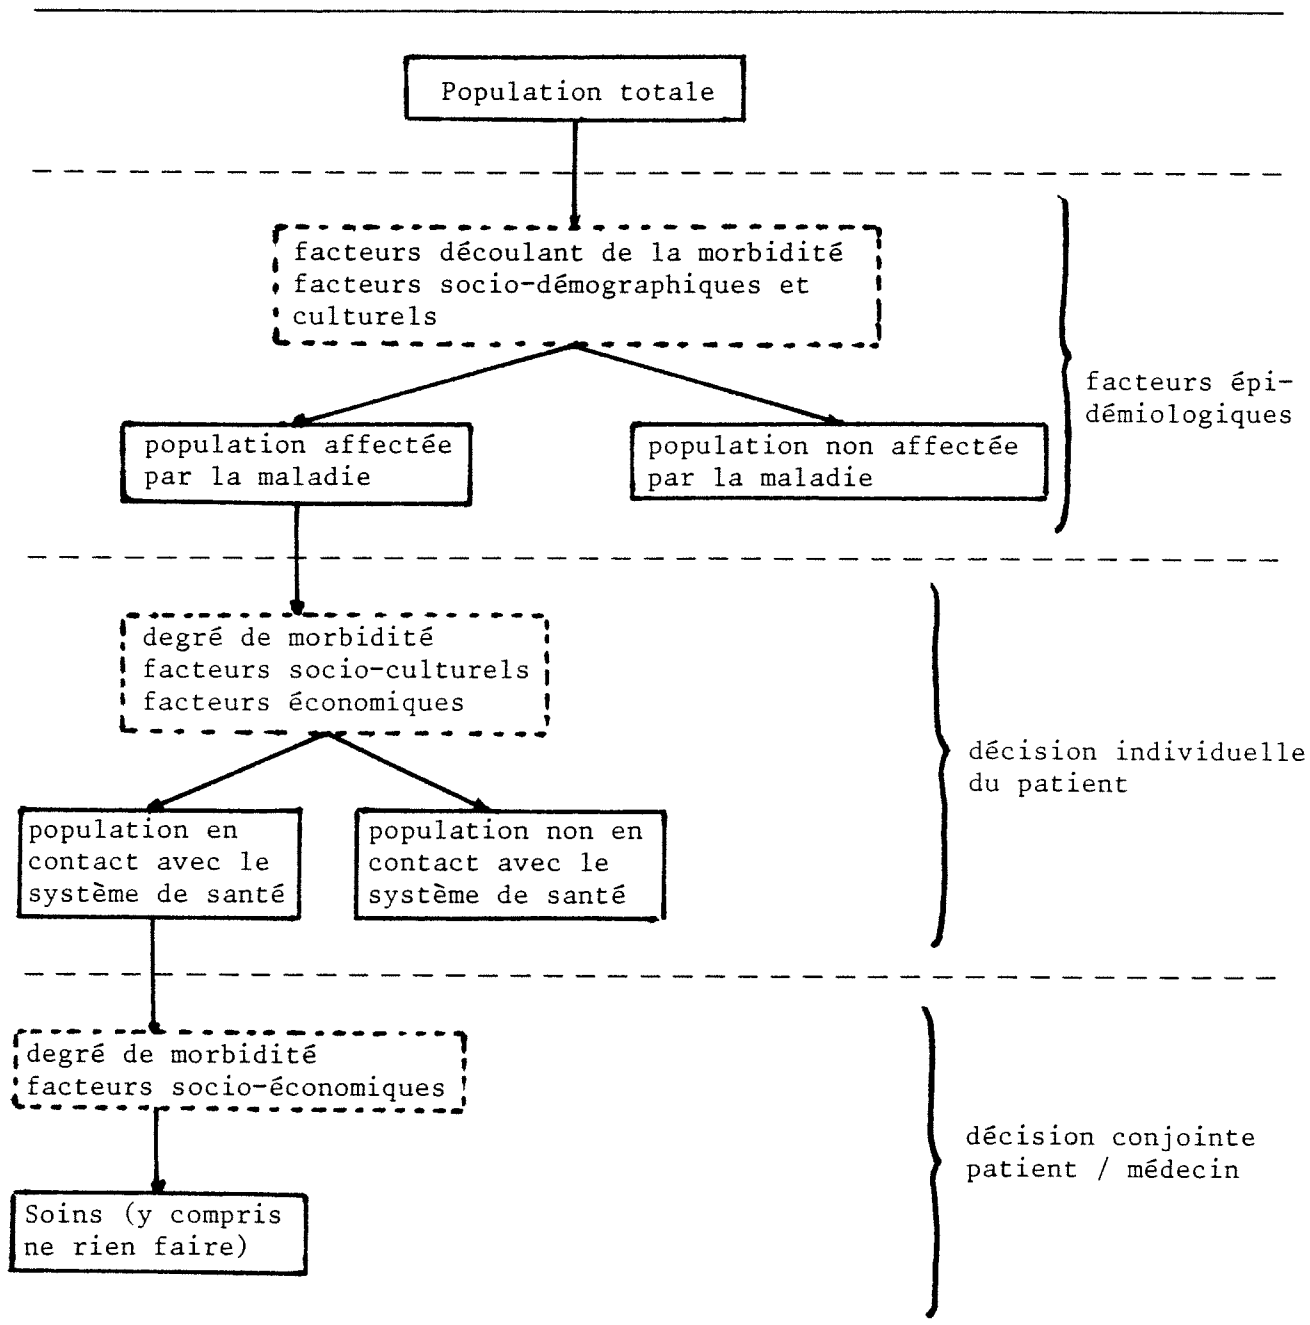 Population totale
facteurs découlant de la morbidité
facteurs socio-démographiques et
culturels
facteurs épi-
démiologiques
population affectée
par la maladie
population non affectée
par la maladie
degré de morbidité
facteurs socio-culturels
facteurs économiques
décision individuelle
du patient
population en
contact avec le
système de santé
population non en
contact avec le
système de santé
degré de morbidité
facteurs socio-économiques
décision conjointe
patient / médecin
Soins (y compris
ne rien faire)